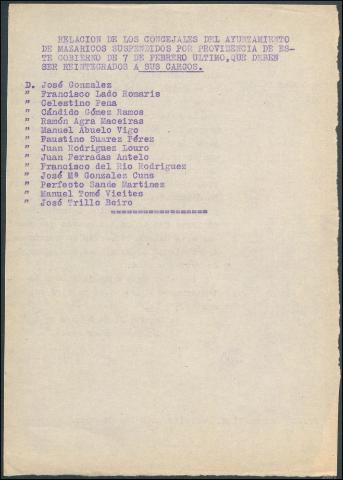 RELACION DE LOS CONCEJALES DEL AYUNTAMIENTO
DE MAZARICOS SUSPENDIDOS POR PROVIDENCIA DE ES-
TE GOBIERNO DE 7 DE FEBRERO ULTIMO,QUE DEBEN
SER REINTEGRADOS A SUS CARGOS.
D. José Gonzalez
" Francisco Lado Romaris
" Celestino Pena
" Cándido Gómez Ramos
" Ramón Agra Maceiras
" Manuel Abuelo Vigo
" Faustino Suarez Pérez
" Juan Rodriguez Louro
" Juan Perradas Antelo
" Francisco del Rio Rodriguez
" José Mª Gonzalez Cuns
" Perfecto Sande Martinez
" Manuel Tomé Vieites
" José Trillo Beiro
=================